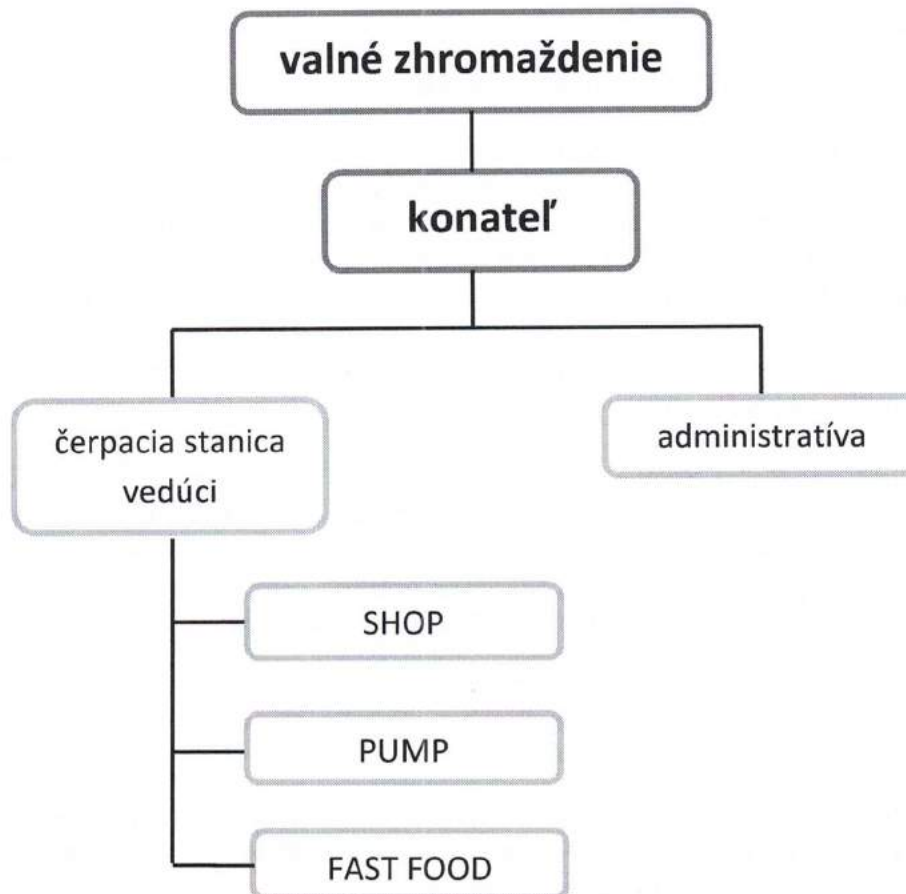 valné zhromaždenie
konateľ
čerpacia stanica
vedúci
administratíva
SHOP
PUMP
FAST FOOD